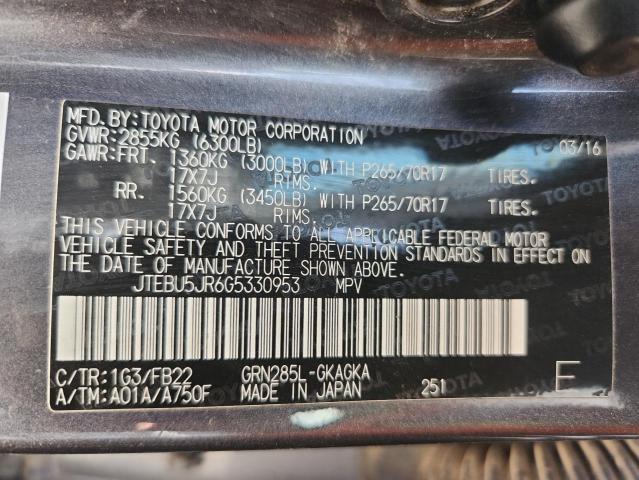 MFD.BY:TOYOTA MOTOR CORPORATION
GVWR:2855KG (6300LB) 03/16
GAWR:FRT. 1360KG (3000LB) WITH P265/70R17 TIRES.
17X7J RIMS.
RR. 1560KG (3450LB) WITH P265/70R17 TIRES.
17X7J RIMS.
THIS VEHICLE CONFORMS TO ALL APPLICABLE FEDERAL MOTOR
VEHICLE SAFETY AND THEFT PREVENTION STANDARDS IN EFFECT ON
THE DATE OF MANUFACTURE SHOWN ABOVE.
JTEBU5JR6G5330953 MPV
C/TR:1G3/FB22 GRN285L-GKAGKA
A/TM:A01A/A750F MADE IN JAPAN 251 F